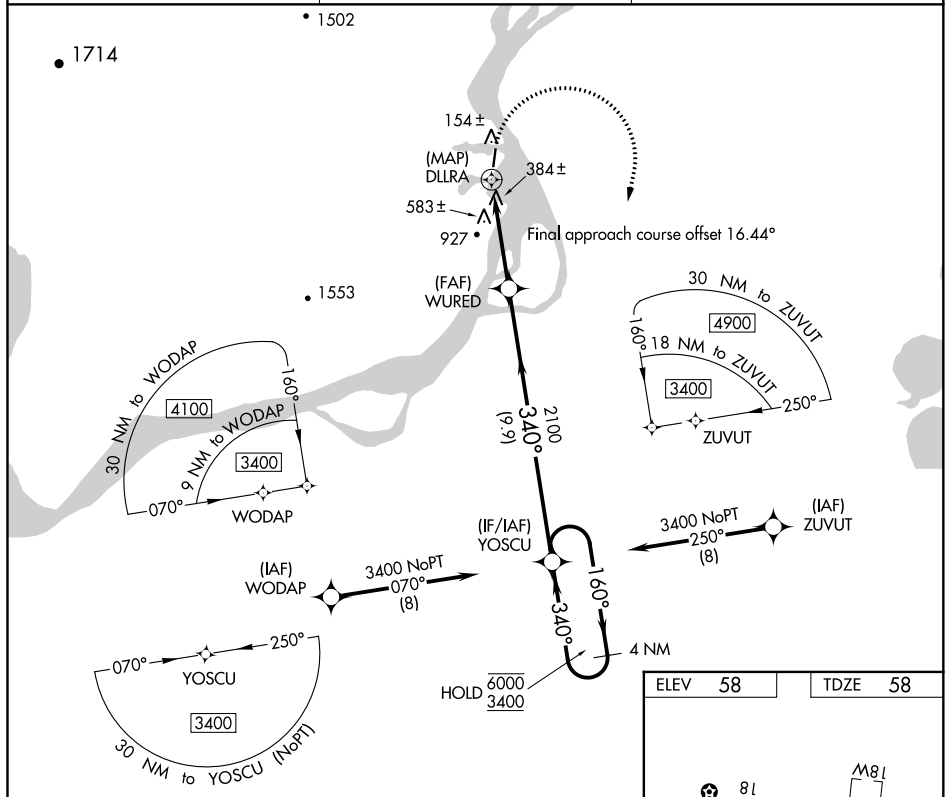 1502
1714
154±
(MAP)
DLLRA
384±
583±
927
Final approach course offset 16.44°
(FAF)
WURED
1553
30 NM to ZUVUT
4900
160°
18 NM to ZUVUT
3400
250°
ZUVUT
30 NM to WODAP
160°
4100
9 NM to WODAP
3400
070°
WODAP
2100
340°
(9.9)
(IF/IAF)
YOSCU
(IAF)
ZUVUT
3400 NoPT
250°
(8)
(IAF)
WODAP
3400 NoPT
070°
(8)
160°
340°
4 NM
HOLD 6000
3400
070°
250°
YOSCU
3400
30 NM to YOSCU (NoPT)
ELEV 58
TDZE 58
18
18W